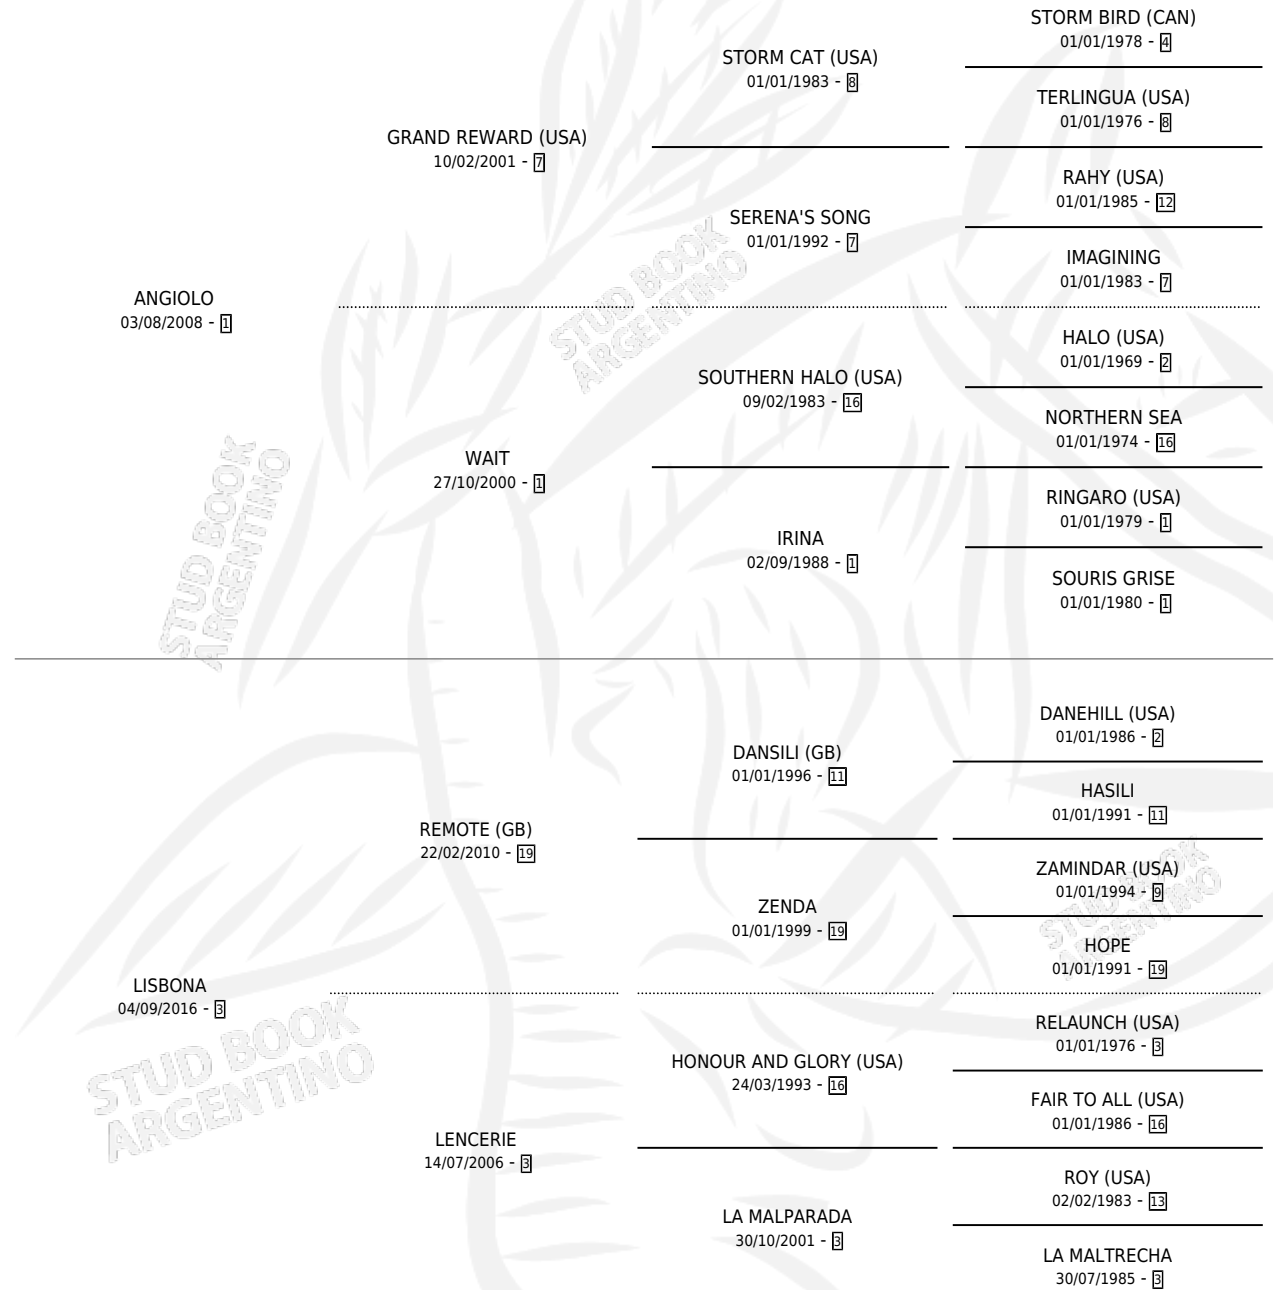 STORM BIRD (CAN)
01/01/1978 - 4
STORM CAT (USA)
01/01/1983 - 8
TERLINGUA (USA)
01/01/1976 - 8
GRAND REWARD (USA)
10/02/2001 - 7
RAHY (USA)
01/01/1985 - 12
SERENA'S SONG
01/01/1992 - 7
IMAGINING
01/01/1983 - 7
ANGIOLO
03/08/2008 - 1
HALO (USA)
01/01/1969 - 2
SOUTHERN HALO (USA)
09/02/1983 - 16
NORTHERN SEA
01/01/1974 - 16
WAIT
27/10/2000 - 1
RINGARO (USA)
01/01/1979 - 1
IRINA
02/09/1988 - 1
SOURIS GRISE
01/01/1980 - 1
STUD BOOK
ARGENTINO
STUD BOOK
ARGENTINO
DANEHILL (USA)
01/01/1986 - 2
DANSILI (GB)
01/01/1996 - 11
HASILI
01/01/1991 - 11
REMOTE (GB)
22/02/2010 - 19
ZAMINDAR (USA)
01/01/1994 - 9
ZENDA
01/01/1999 - 19
HOPE
01/01/1991 - 19
STUD BOOK
ARGENTINO
LISBONA
04/09/2016 - 3
RELAUNCH (USA)
01/01/1976 - 3
HONOUR AND GLORY (USA)
24/03/1993 - 16
FAIR TO ALL (USA)
01/01/1986 - 16
LENCERIE
14/07/2006 - 3
ROY (USA)
02/02/1983 - 13
LA MALPARADA
30/10/2001 - 3
LA MALTRECHA
30/07/1985 - 3
STUD BOOK
ARGENTINO